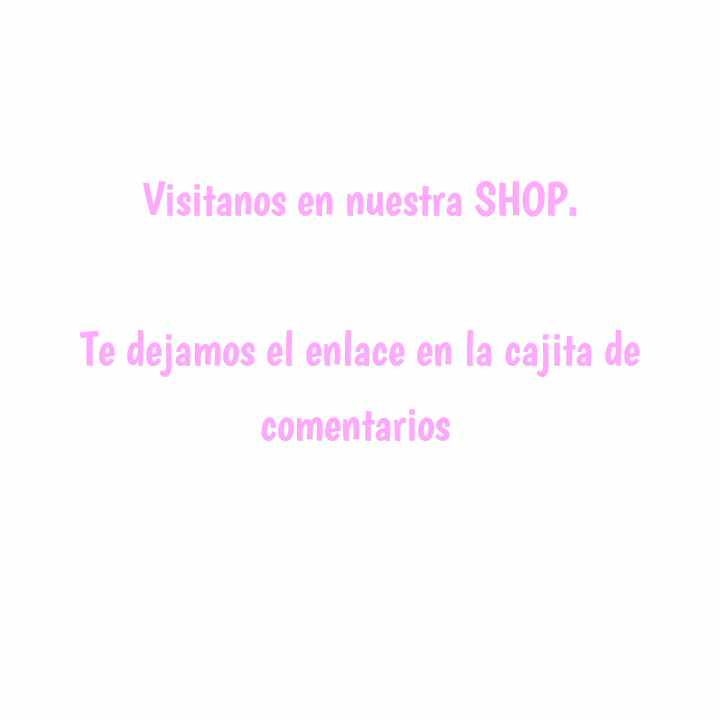 Visitanos en nuestra SHOP.
Te dejamos el enlace en la cajita de
comentarios